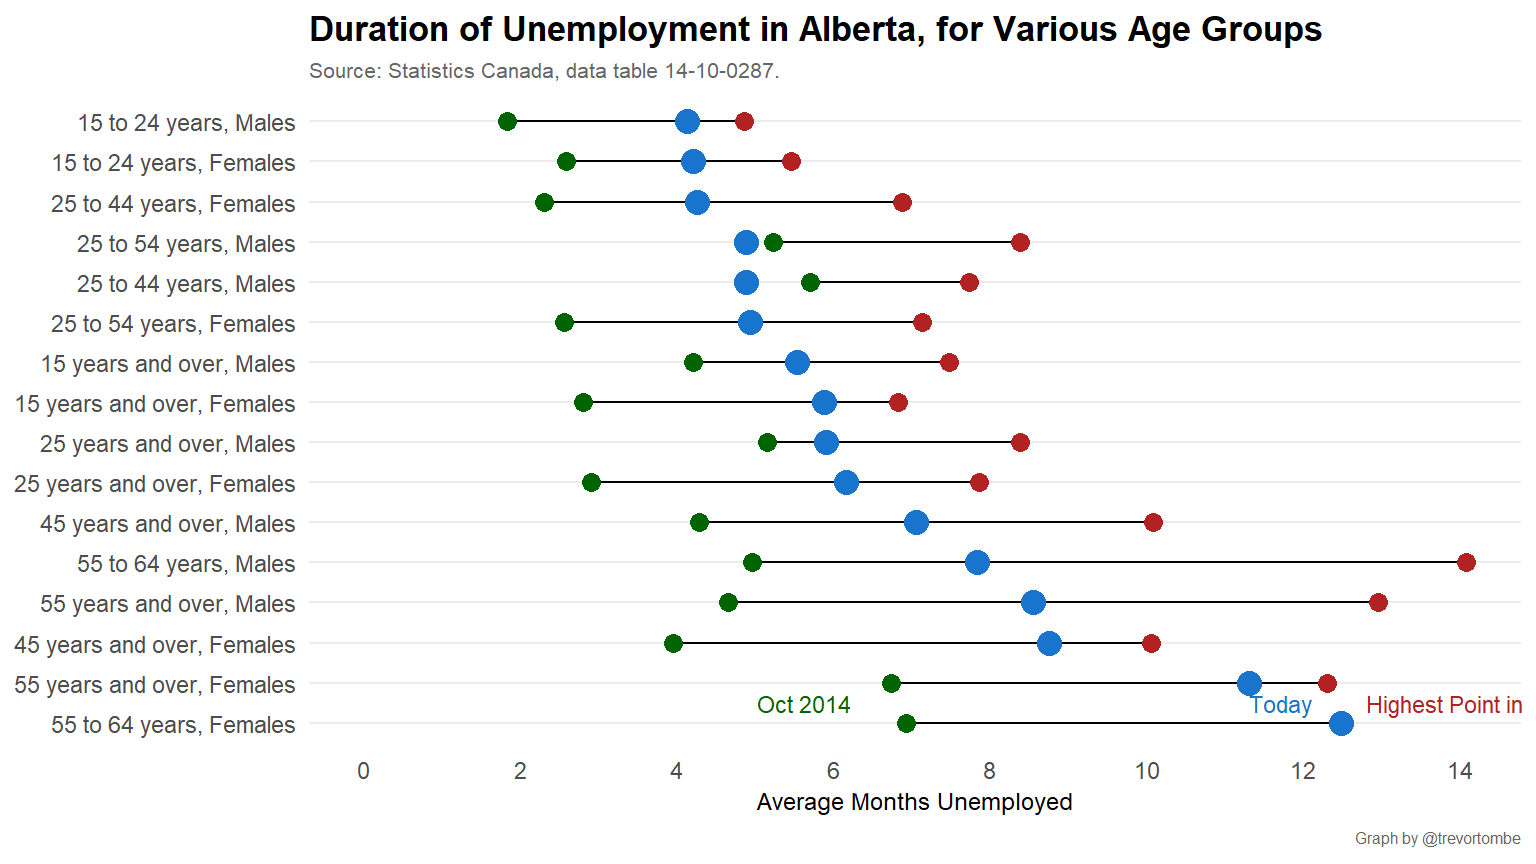 Duration of Unemployment in Alberta, for Various Age Groups
Source: Statistics Canada, data table 14-10-0287.
15 to 24 years, Males
15 to 24 years, Females
25 to 44 years, Females
25 to 54 years, Males
25 to 44 years, Males
25 to 54 years, Females
15 years and over, Males
15 years and over, Females
25 years and over, Males
25 years and over, Females
45 years and over, Males
55 to 64 years, Males
55 years and over, Males
45 years and over, Females
55 years and over, Females
Oct 2014 Today Highest Point in
55 to 64 years, Females
0 2 4 6 8 10 12 14
Average Months Unemployed
Graph by @trevortombe